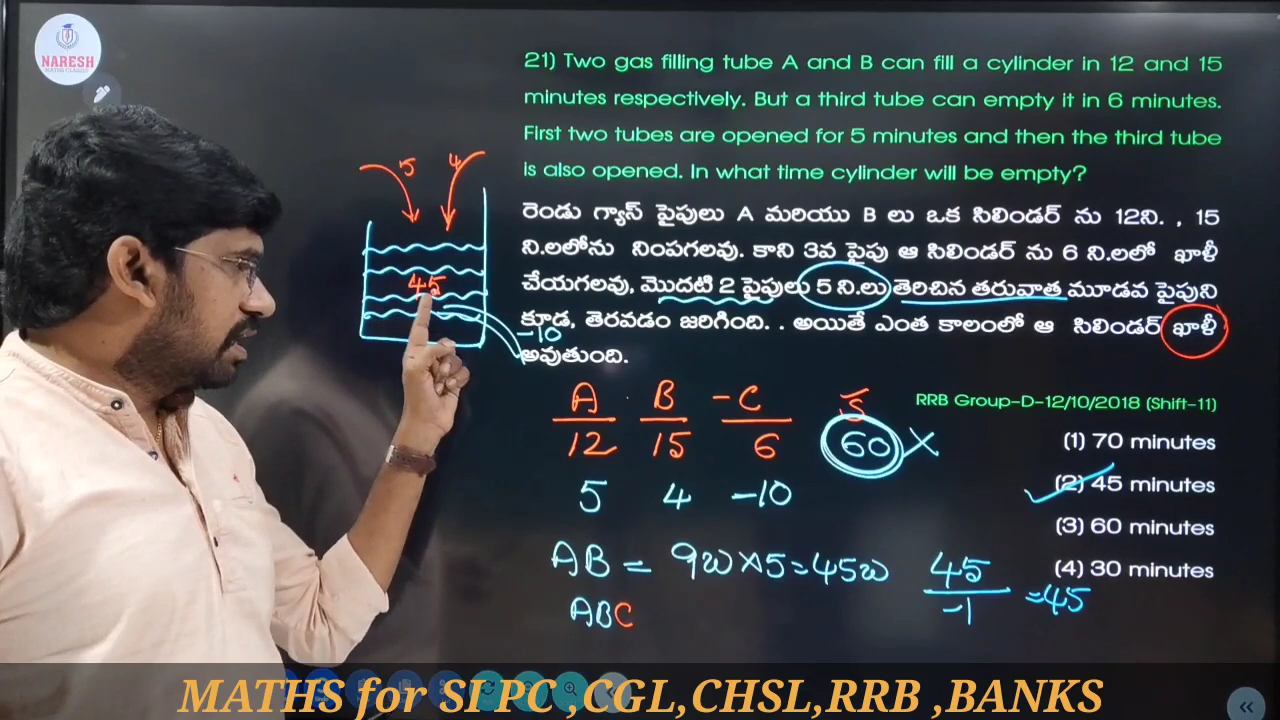 NARESH
MATHS CLASSES
21) Two gas filling tube A and B can fill a cylinder in 12 and 15
minutes respectively. But a third tube can empty it in 6 minutes.
First two tubes are opened for 5 minutes and then the third tube
is also opened. In what time cylinder will be empty?
రెండు గ్యాస్ పైపులు A మరియు B లు ఒక సిలిండర్ ను 12ని. , 15
ని.లలోను నింపగలవు. కాని 3వ పైపు ఆ సిలిండర్ ను 6 ని.లలో ఖాళీ
చేయగలవు, మొదటి 2 పైపులు 5 ని.లు తెరిచిన తరువాత మూడవ పైపుని
కూడ, తెరవడం జరిగింది. . అయితే ఎంత కాలంలో ఆ సిలిండర్ ఖాళీ
అవుతుంది.
5 4
45
-10
A B -C 5
12 15 6 60 ×
5 4 -10
RRB Group-D-12/10/2018 (Shift-11)
(1) 70 minutes
(2) 45 minutes
(3) 60 minutes
(4) 30 minutes
AB = 9ω×5=45ω
ABC
45
-1 =45
MATHS for SI PC ,CGL,CHSL,RRB ,BANKS